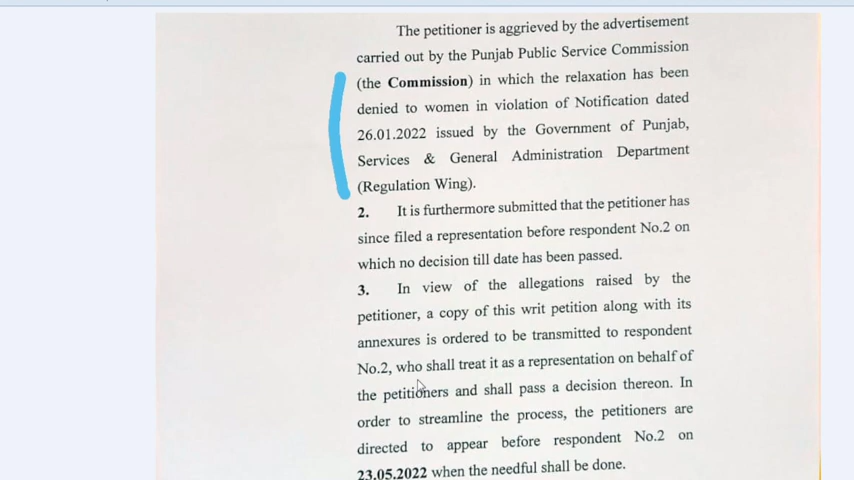 The petitioner is aggrieved by the advertisement
carried out by the Punjab Public Service Commission
(the Commission) in which the relaxation has been
denied to women in violation of Notification dated
26.01.2022 issued by the Government of Punjab,
Services & General Administration Department
(Regulation Wing).
2. It is furthermore submitted that the petitioner has
since filed a representation before respondent No.2 on
which no decision till date has been passed.
3. In view of the allegations raised by the
petitioner, a copy of this writ petition along with its
annexures is ordered to be transmitted to respondent
No.2, who shall treat it as a representation on behalf of
the petitioners and shall pass a decision thereon. In
order to streamline the process, the petitioners are
directed to appear before respondent No.2 on
23.05.2022 when the needful shall be done.